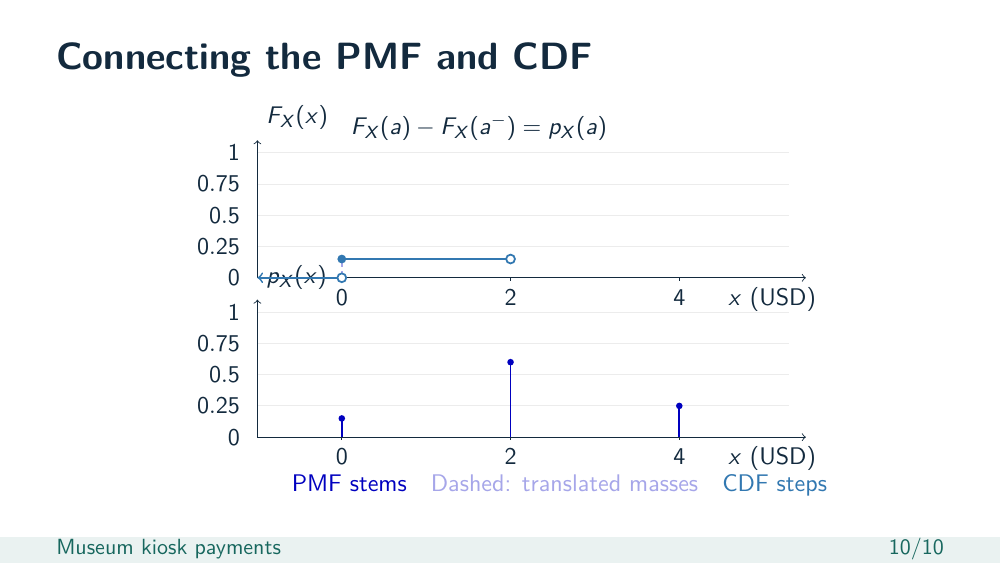 Connecting the PMF and CDF
F_X(x)
F_X(a) − F_X(a⁻) = p_X(a)
1
0.75
0.5
0.25
0
p_X(x)
0 2 4 x (USD)
1
0.75
0.5
0.25
0
0 2 4 x (USD)
PMF stems Dashed: translated masses CDF steps
Museum kiosk payments 10/10